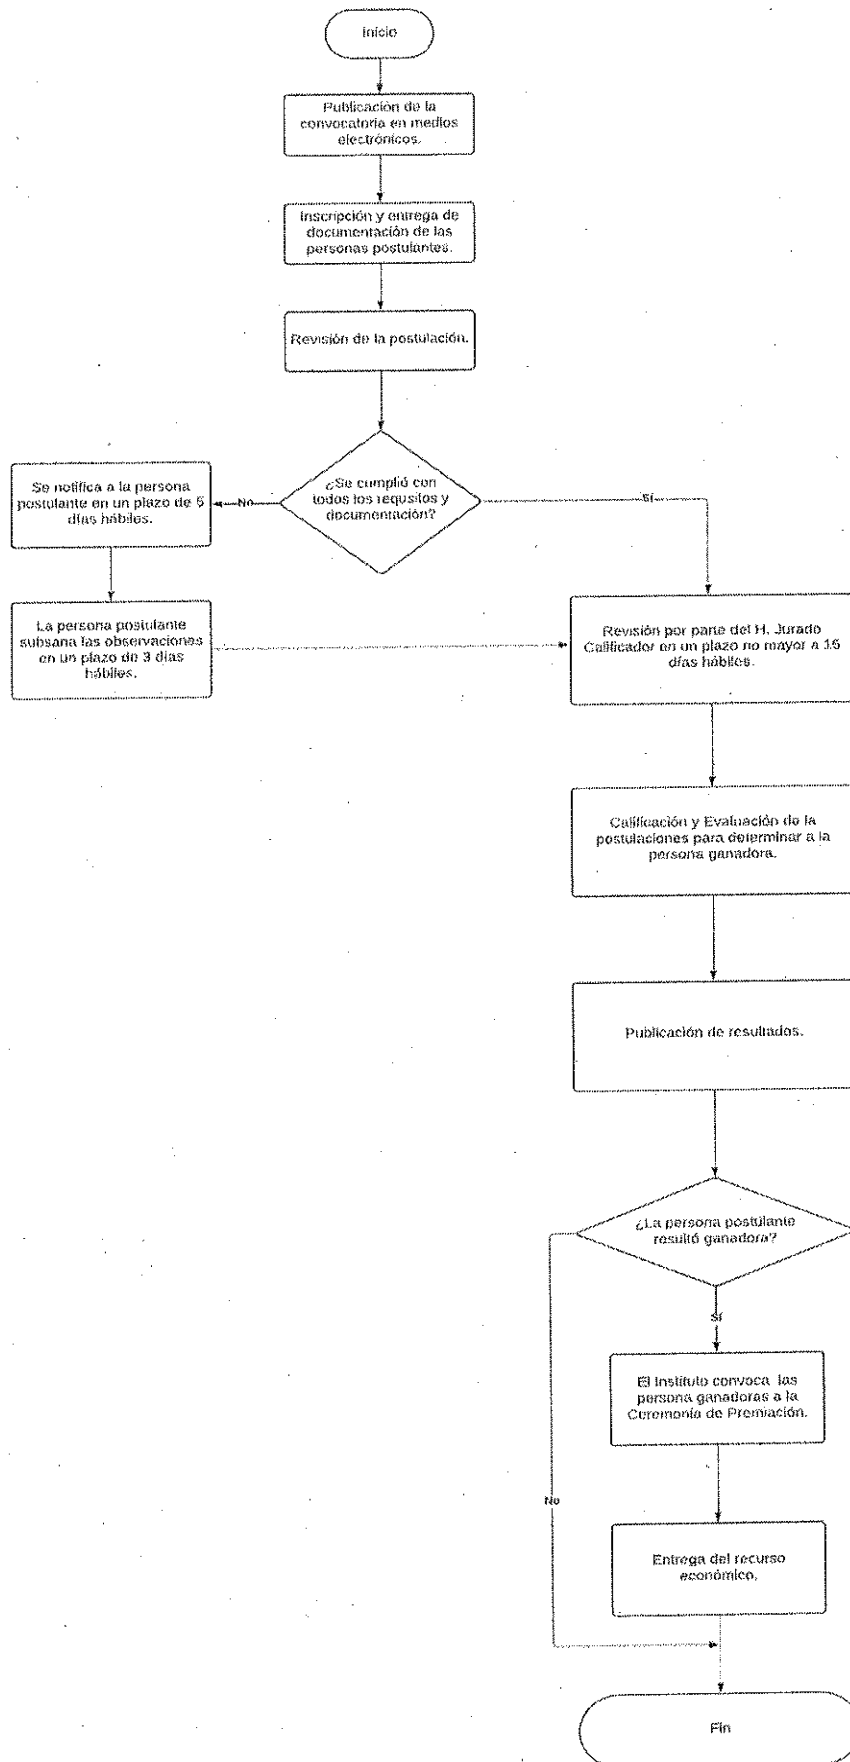 Inicio
Publicación de la
convocatoria en medios
electrónicos.
Inscripción y entrega de
documentación de las
personas postulantes.
Revisión de la postulación.
¿Se cumplió con
todos los requsitos y
documentación?
No
Sí
Se notifica a la persona
postulante en un plazo de 5
días hábiles.
La persona postulante
subsana las observaciones
en un plazo de 3 días
hábiles.
Revisión por parte del H. Jurado
Calificador en un plazo no mayor a 15
días hábiles.
Calificación y Evaluación de la
postulaciones para determinar a la
persona ganadora.
Publicación de resultados.
¿La persona postulante
resultó ganadora?
Sí
El Instituto convoca las
persona ganadoras a la
Ceremonia de Premiación.
No
Entrega del recurso
económico.
Fin